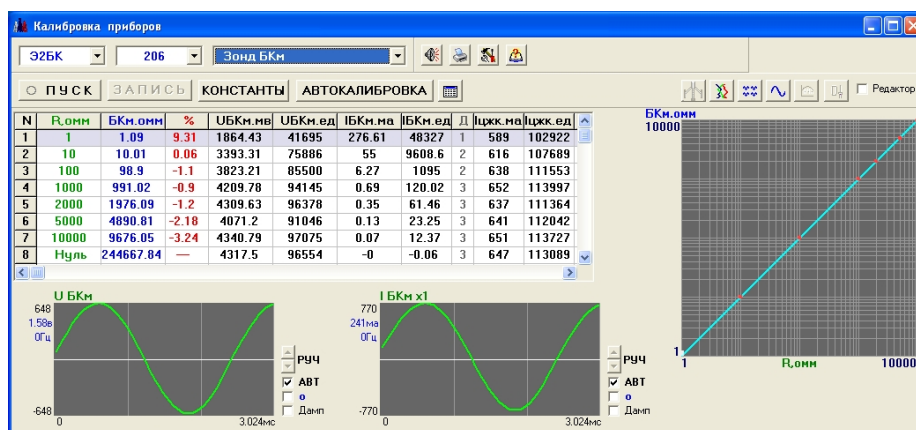 Калибровка приборов
Э2БК 206 Зонд БКм
ПУСК ЗАПИСЬ КОНСТАНТЫ АВТОКАЛИБРОВКА Редактор
N R,омм БКм.омм % UБКм.мв UБКм.ед IБКм.ма IБКм.ед Д Iцжк.ма Iцжк.ед
1 1 1.09 9.31 1864.43 41695 276.61 48327 1 589 102922
2 10 10.01 0.06 3393.31 75886 55 9608.6 2 616 107689
3 100 98.9 -1.1 3823.21 85500 6.27 1095 2 638 111553
4 1000 991.02 -0.9 4209.78 94145 0.69 120.02 3 652 113997
5 2000 1976.09 -1.2 4309.63 96378 0.35 61.46 3 637 111364
6 5000 4890.81 -2.18 4071.2 91046 0.13 23.25 3 641 112042
7 10000 9676.05 -3.24 4340.79 97075 0.07 12.37 3 651 113727
8 Нуль 244667.84 — 4317.5 96554 -0 -0.06 3 647 113089
БКм.омм
10000
1
1 R,омм 10000
U БКм
648
1.58в
0Гц
-648
0 3.024мс
РУЧ
АВТ
о
Дамп
I БКм x1
770
241ма
0Гц
-770
0 3.024мс
РУЧ
АВТ
о
Дамп